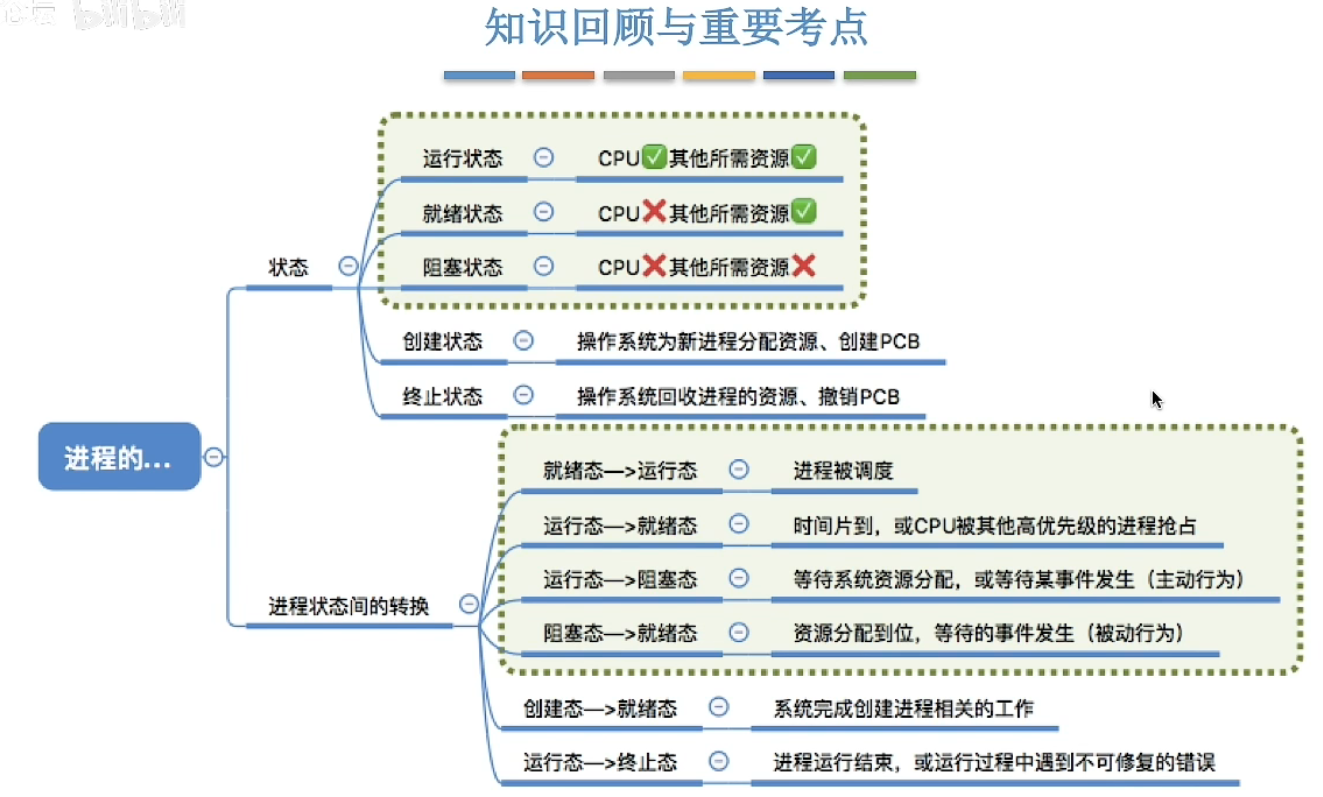 知识回顾与重要考点
运行状态 CPU✅其他所需资源✅
就绪状态 CPU❌其他所需资源✅
状态
阻塞状态 CPU❌其他所需资源❌
创建状态 操作系统为新进程分配资源、创建PCB
终止状态 操作系统回收进程的资源、撤销PCB
进程的...
就绪态—>运行态 进程被调度
运行态—>就绪态 时间片到，或CPU被其他高优先级的进程抢占
运行态—>阻塞态 等待系统资源分配，或等待某事件发生（主动行为）
进程状态间的转换
阻塞态—>就绪态 资源分配到位，等待的事件发生（被动行为）
创建态—>就绪态 系统完成创建进程相关的工作
运行态—>终止态 进程运行结束，或运行过程中遇到不可修复的错误